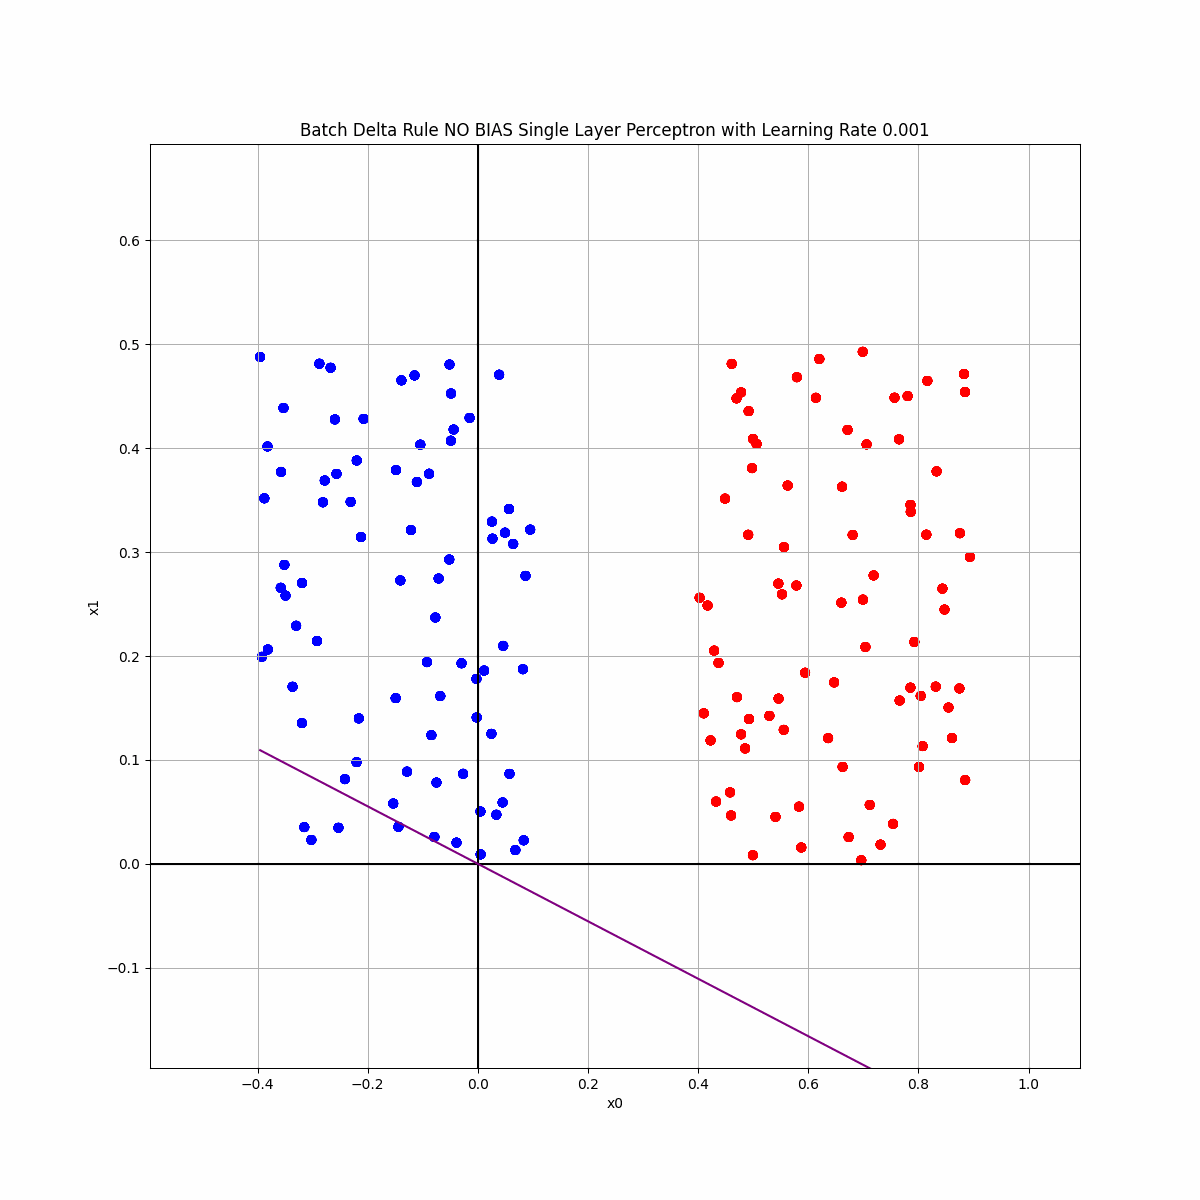 Batch Delta Rule NO BIAS Single Layer Perceptron with Learning Rate 0.001
0.6
0.5
0.4
0.3
0.2
0.1
0.0
−0.1
x1
−0.4 −0.2 0.0 0.2 0.4 0.6 0.8 1.0
x0